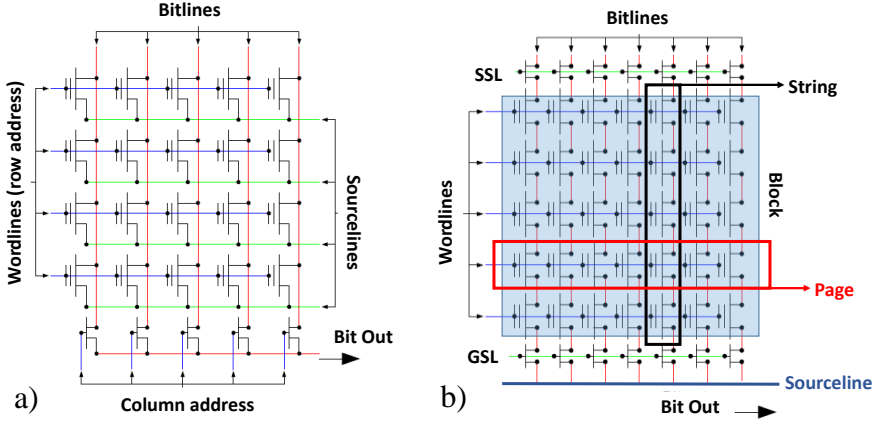 Bitlines
Wordlines (row address)
Sourcelines
Bit Out
Column address
a)
Bitlines
SSL
String
Wordlines
Block
Page
GSL
Sourceline
Bit Out
b)